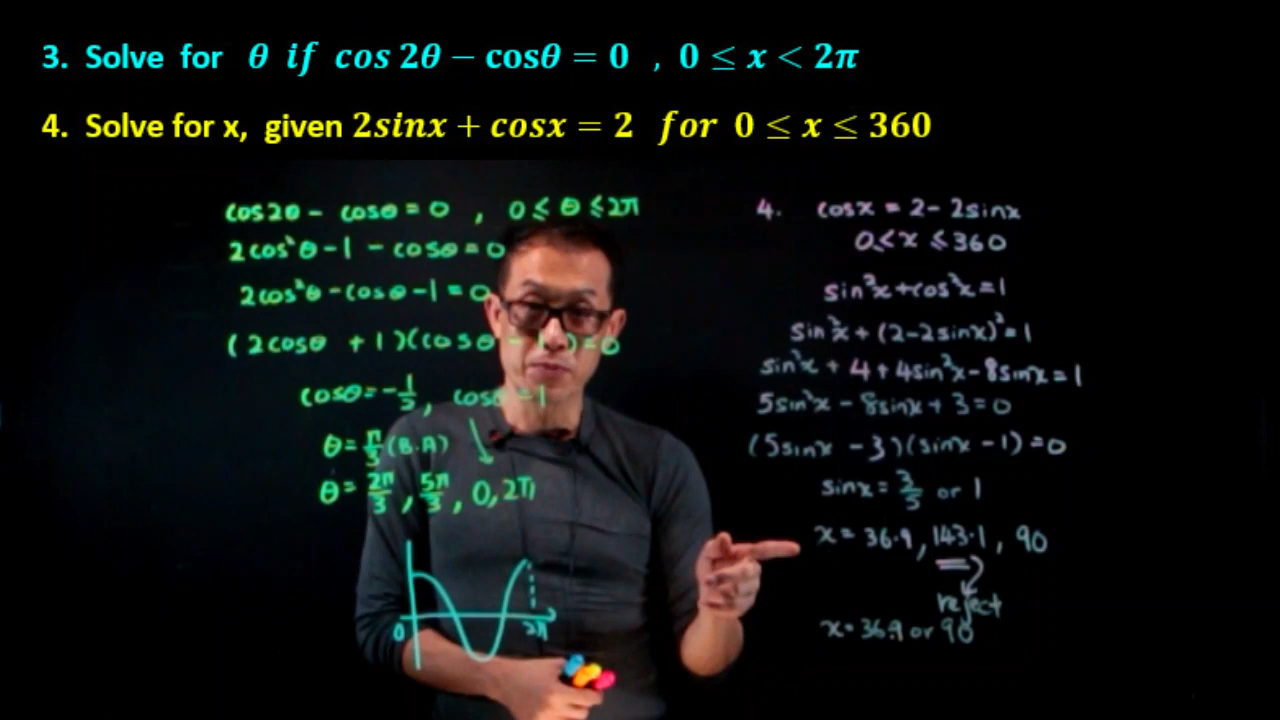 3. Solve for θ if cos 2θ − cosθ = 0 , 0 ≤ x < 2π
4. Solve for x, given 2sinx + cosx = 2 for 0 ≤ x ≤ 360
cos2θ - cosθ = 0 , 0 ≤ θ ≤ 2π
2cos²θ - 1 - cosθ = 0
2cos²θ - cosθ - 1 = 0
(2cosθ + 1)(cosθ - 1) = 0
cosθ = -1/2, cosθ = 1
θ = π/3 (B.A)
θ = 2π/3, 5π/3, 0, 2π
0 2π
4. cosx = 2 - 2sinx
0 < x ≤ 360
sin²x + cos²x = 1
sin²x + (2-2sinx)² = 1
sin²x + 4 + 4sin²x - 8sinx = 1
5sin²x - 8sinx + 3 = 0
(5sinx - 3)(sinx - 1) = 0
sinx = 3/5 or 1
x = 36.9, 143.1, 90
reject
x = 36.9 or 90